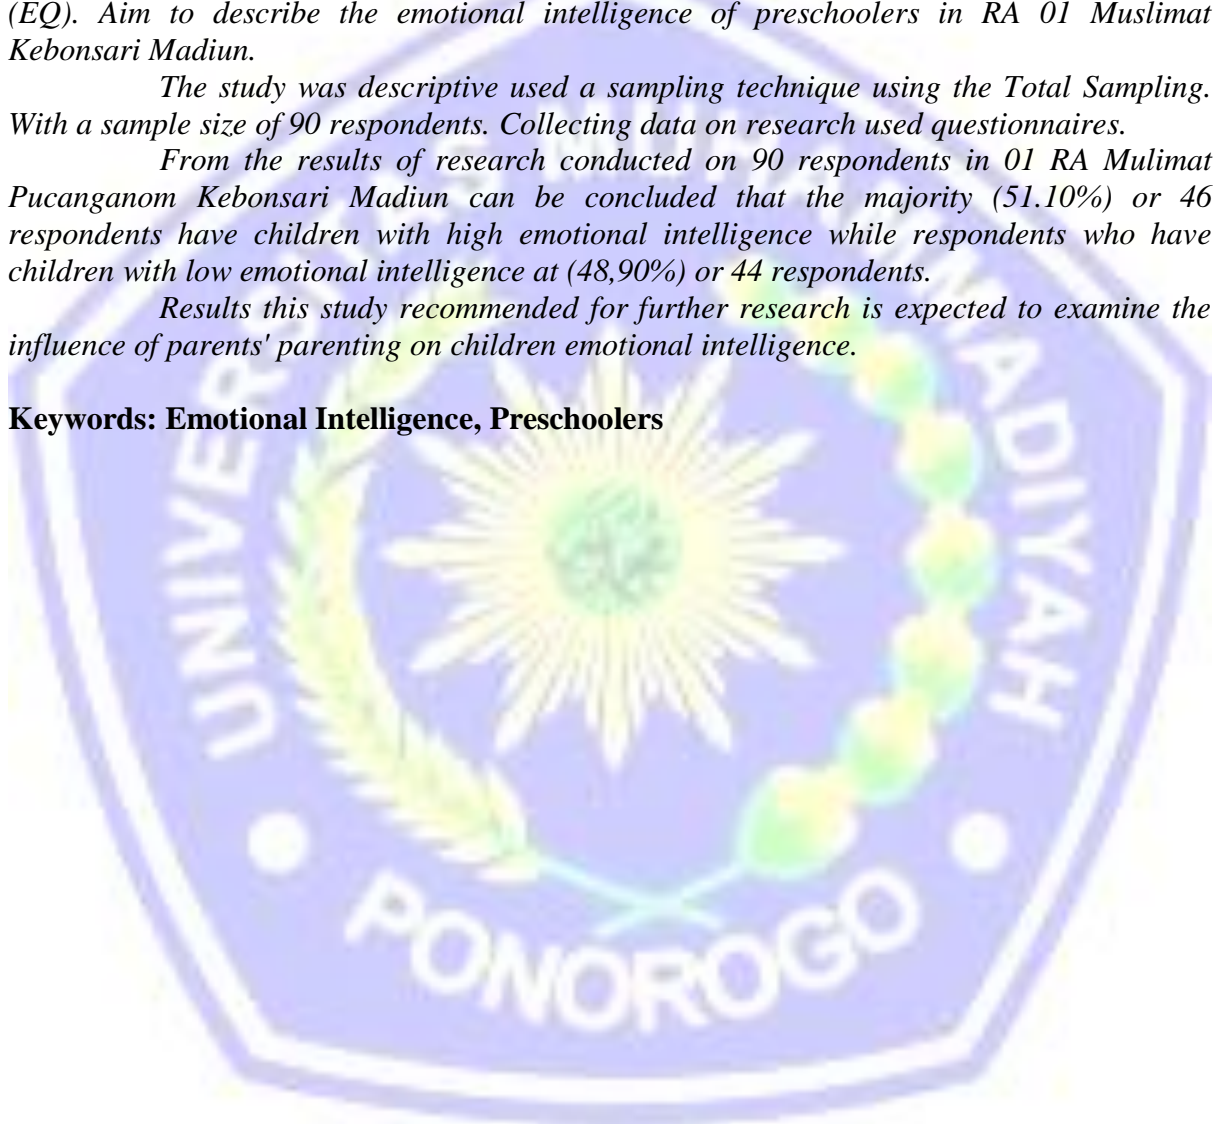 (EQ). Aim to describe the emotional intelligence of preschoolers in RA 01 Muslimat
Kebonsari Madiun.
The study was descriptive used a sampling technique using the Total Sampling.
With a sample size of 90 respondents. Collecting data on research used questionnaires.
From the results of research conducted on 90 respondents in 01 RA Mulimat
Pucanganom Kebonsari Madiun can be concluded that the majority (51.10%) or 46
respondents have children with high emotional intelligence while respondents who have
children with low emotional intelligence at (48,90%) or 44 respondents.
Results this study recommended for further research is expected to examine the
influence of parents' parenting on children emotional intelligence.
Keywords: Emotional Intelligence, Preschoolers
UNIVERSITAS MUHAMMADIYAH
PONOROGO